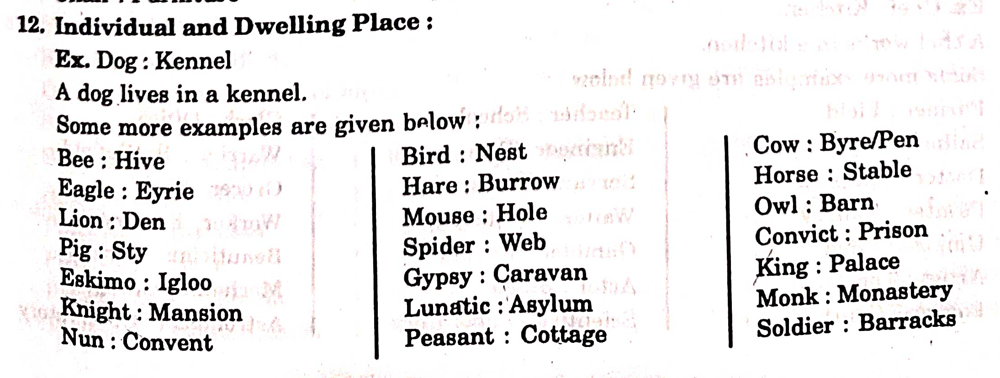 12. Individual and Dwelling Place :
Ex. Dog : Kennel
A dog lives in a kennel.
Some more examples are given below :
Bee : Hive
Eagle : Eyrie
Lion : Den
Pig : Sty
Eskimo : Igloo
Knight : Mansion
Nun : Convent
Bird : Nest
Hare : Burrow
Mouse : Hole
Spider : Web
Gypsy : Caravan
Lunatic : Asylum
Peasant : Cottage
Cow : Byre/Pen
Horse : Stable
Owl : Barn
Convict : Prison
King : Palace
Monk : Monastery
Soldier : Barracks